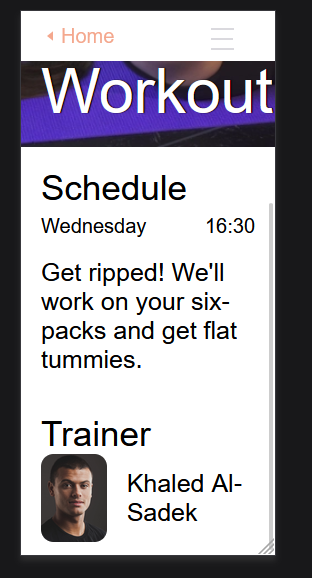 Home
Workout
Schedule
Wednesday 16:30
Get ripped! We'll
work on your six-
packs and get flat
tummies.
Trainer
Khaled Al-
Sadek